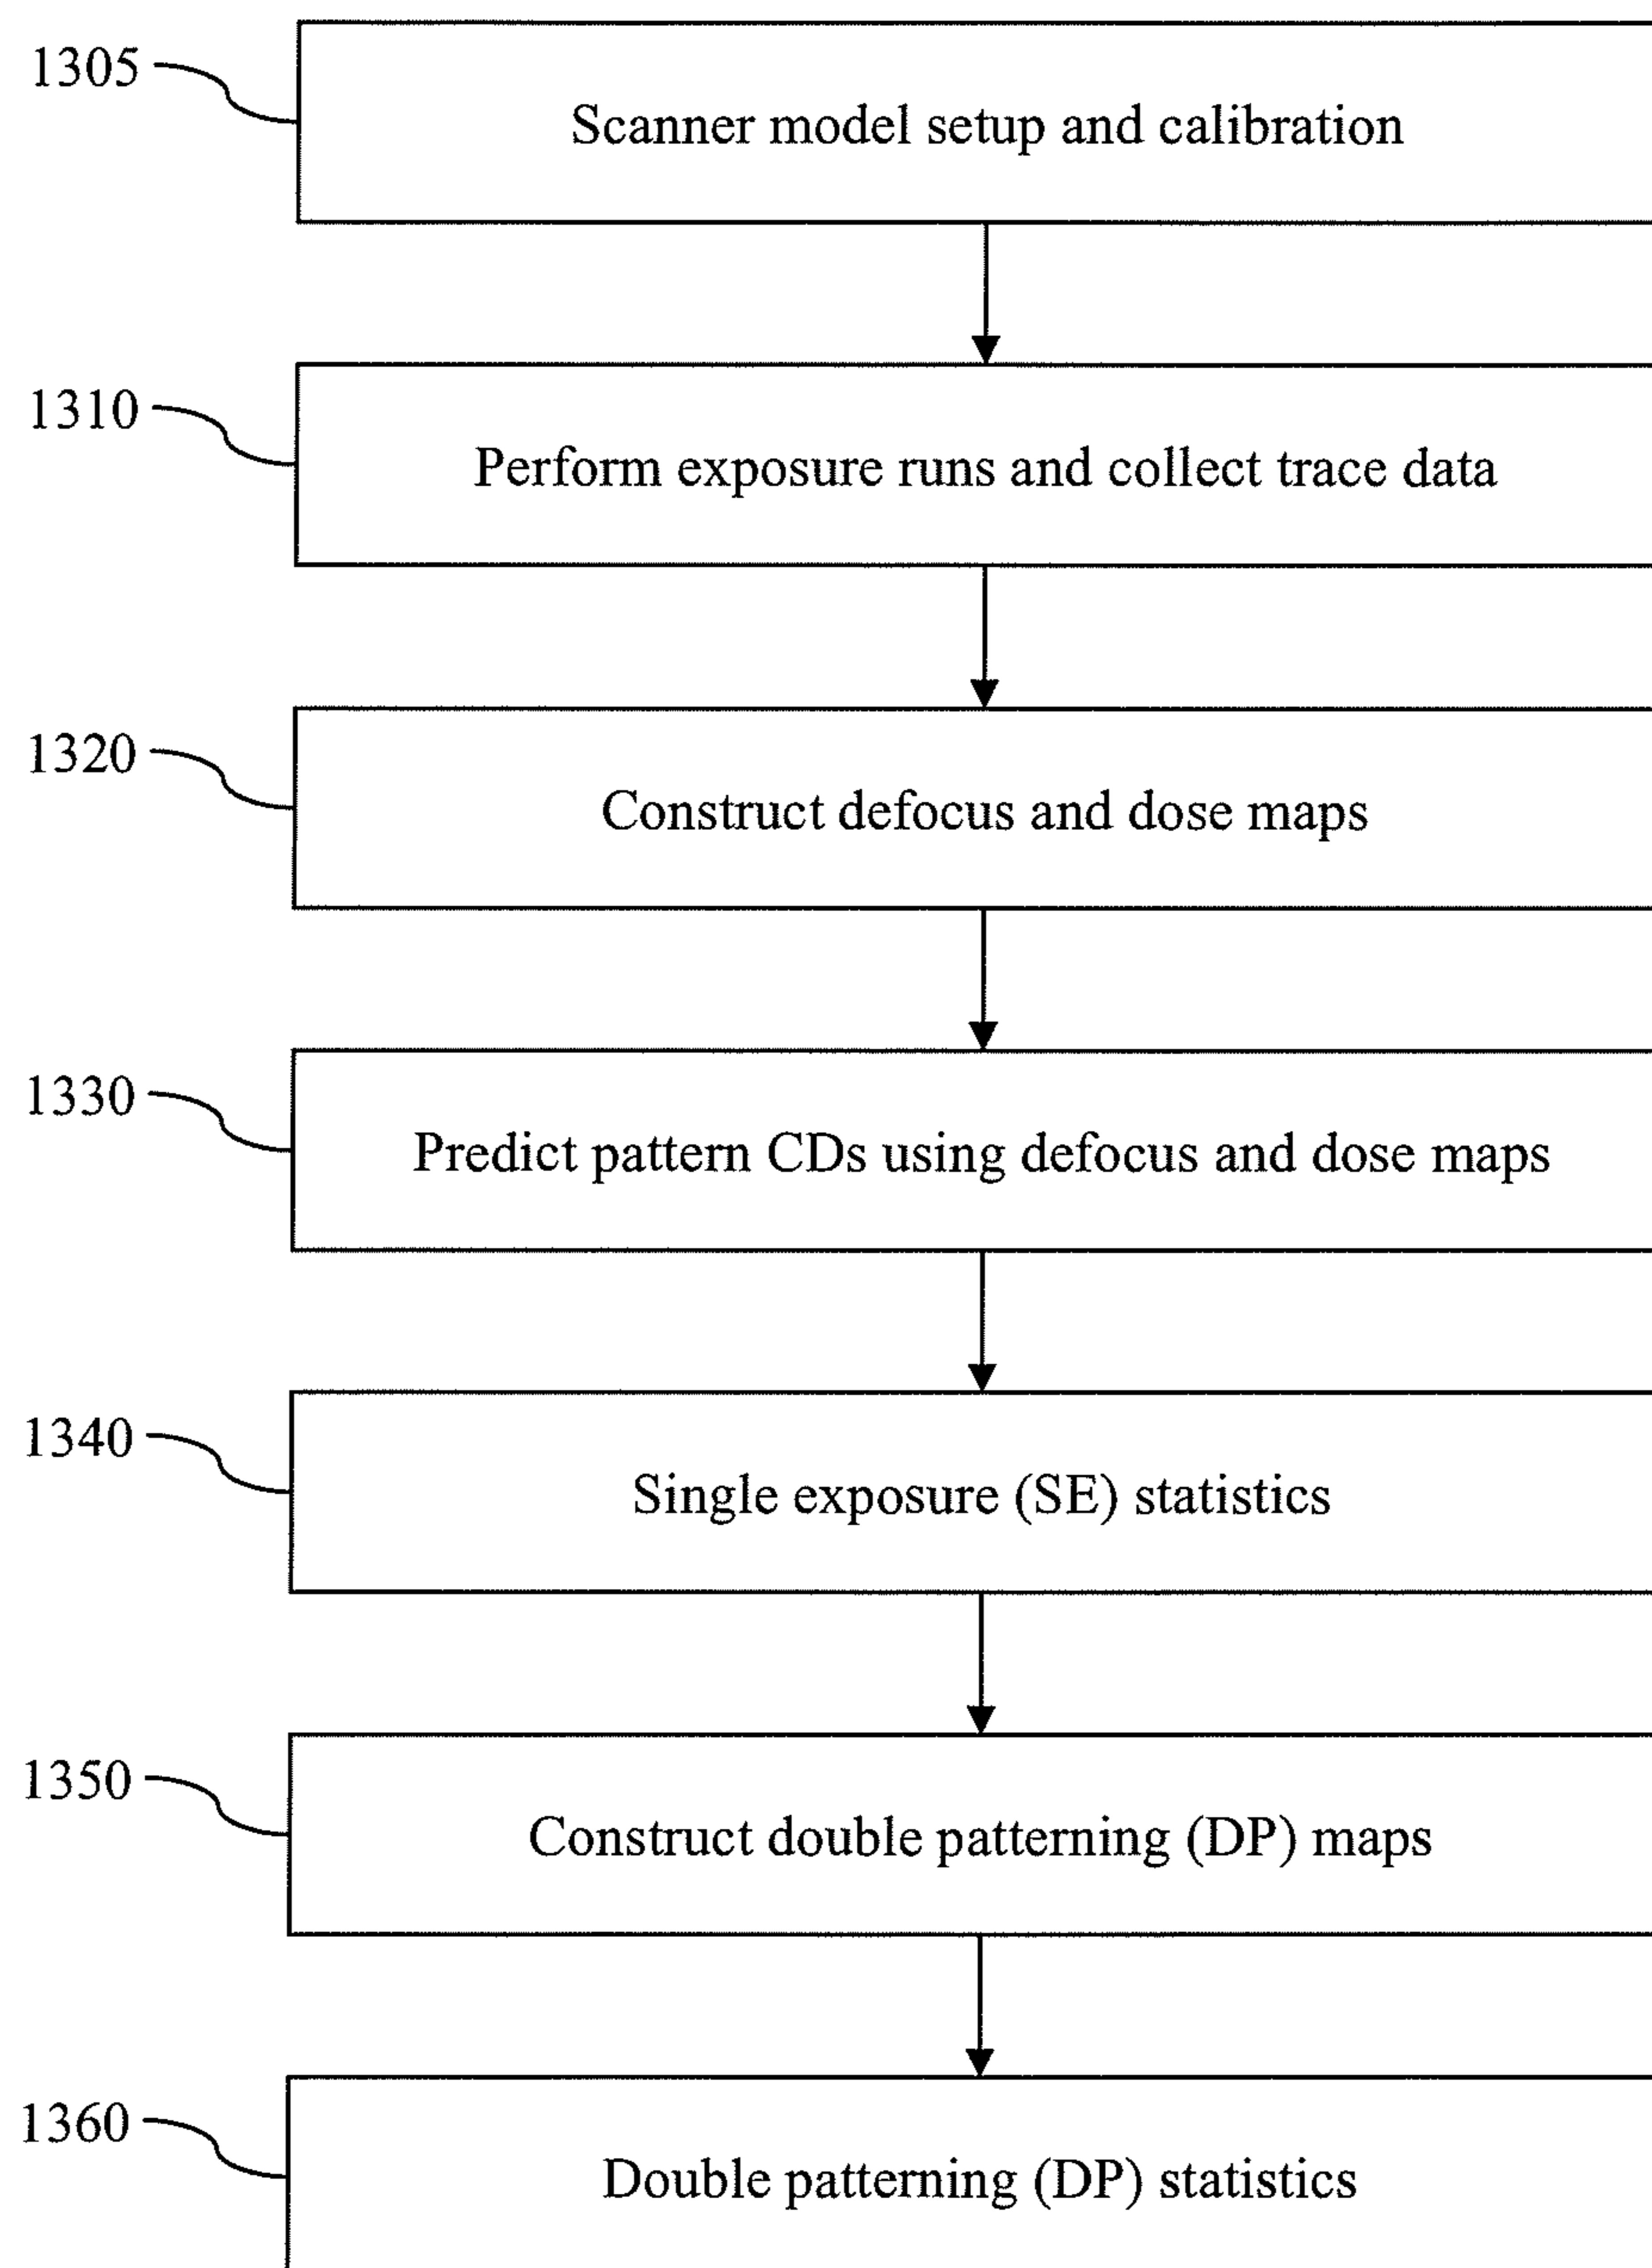 1305
Scanner model setup and calibration
1310
Perform exposure runs and collect trace data
1320
Construct defocus and dose maps
1330
Predict pattern CDs using defocus and dose maps
1340
Single exposure (SE) statistics
1350
Construct double patterning (DP) maps
1360
Double patterning (DP) statistics